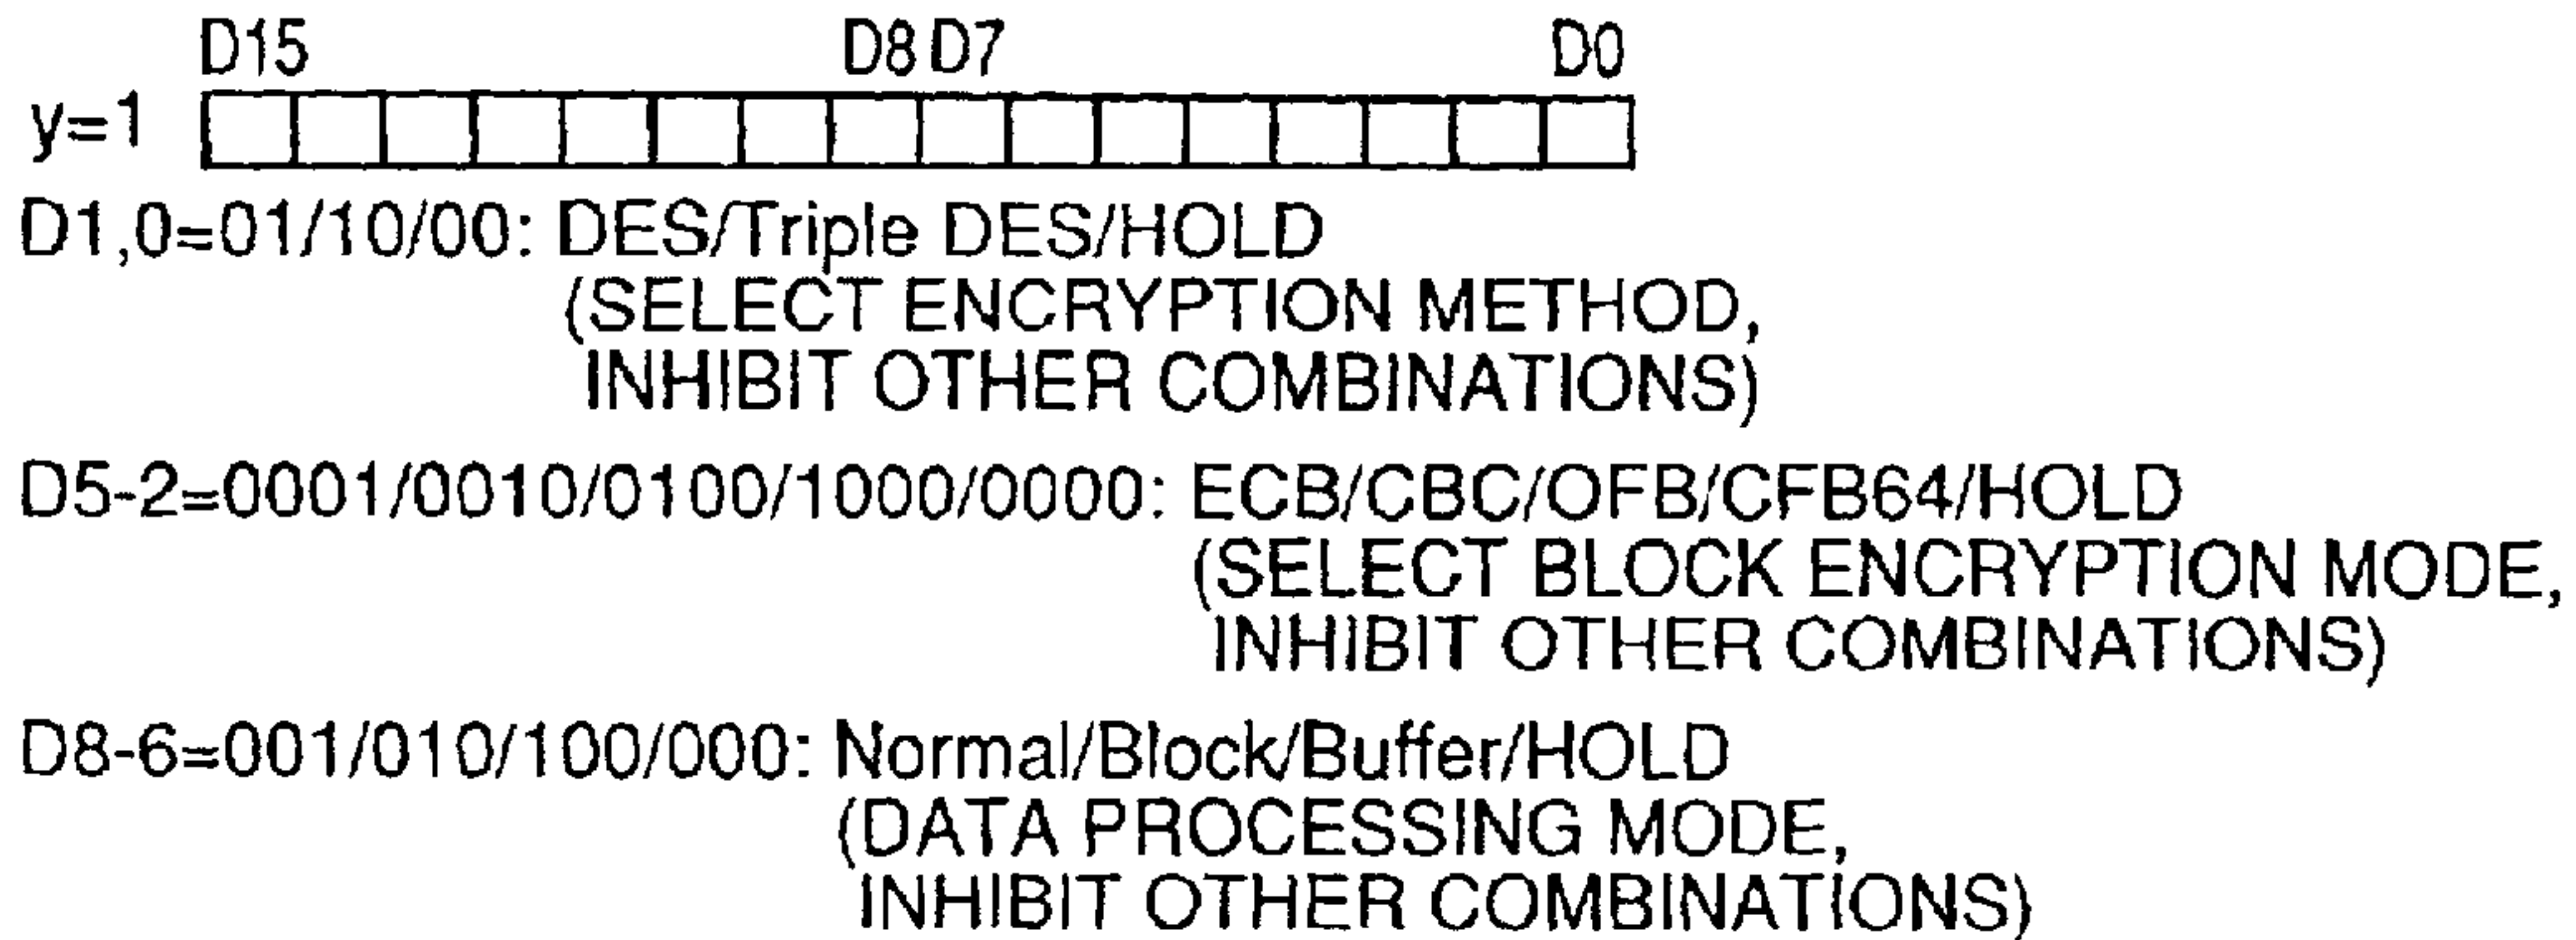 D15 D8 D7 D0
y=1
D1,0=01/10/00: DES/Triple DES/HOLD
(SELECT ENCRYPTION METHOD,
INHIBIT OTHER COMBINATIONS)
D5-2=0001/0010/0100/1000/0000: ECB/CBC/OFB/CFB64/HOLD
(SELECT BLOCK ENCRYPTION MODE,
INHIBIT OTHER COMBINATIONS)
D8-6=001/010/100/000: Normal/Block/Buffer/HOLD
(DATA PROCESSING MODE,
INHIBIT OTHER COMBINATIONS)